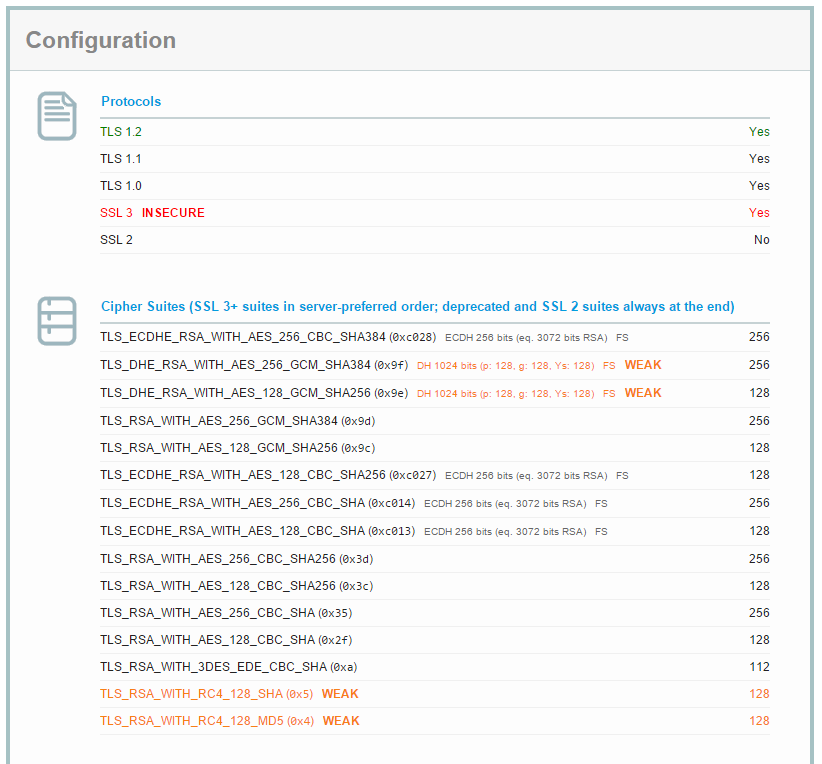 Configuration
Protocols
TLS 1.2 Yes
TLS 1.1 Yes
TLS 1.0 Yes
SSL 3 INSECURE Yes
SSL 2 No
Cipher Suites (SSL 3+ suites in server-preferred order; deprecated and SSL 2 suites always at the end)
TLS_ECDHE_RSA_WITH_AES_256_CBC_SHA384 (0xc028) ECDH 256 bits (eq. 3072 bits RSA) FS 256
TLS_DHE_RSA_WITH_AES_256_GCM_SHA384 (0x9f) DH 1024 bits (p: 128, g: 128, Ys: 128) FS WEAK 256
TLS_DHE_RSA_WITH_AES_128_GCM_SHA256 (0x9e) DH 1024 bits (p: 128, g: 128, Ys: 128) FS WEAK 128
TLS_RSA_WITH_AES_256_GCM_SHA384 (0x9d) 256
TLS_RSA_WITH_AES_128_GCM_SHA256 (0x9c) 128
TLS_ECDHE_RSA_WITH_AES_128_CBC_SHA256 (0xc027) ECDH 256 bits (eq. 3072 bits RSA) FS 128
TLS_ECDHE_RSA_WITH_AES_256_CBC_SHA (0xc014) ECDH 256 bits (eq. 3072 bits RSA) FS 256
TLS_ECDHE_RSA_WITH_AES_128_CBC_SHA (0xc013) ECDH 256 bits (eq. 3072 bits RSA) FS 128
TLS_RSA_WITH_AES_256_CBC_SHA256 (0x3d) 256
TLS_RSA_WITH_AES_128_CBC_SHA256 (0x3c) 128
TLS_RSA_WITH_AES_256_CBC_SHA (0x35) 256
TLS_RSA_WITH_AES_128_CBC_SHA (0x2f) 128
TLS_RSA_WITH_3DES_EDE_CBC_SHA (0xa) 112
TLS_RSA_WITH_RC4_128_SHA (0x5) WEAK 128
TLS_RSA_WITH_RC4_128_MD5 (0x4) WEAK 128